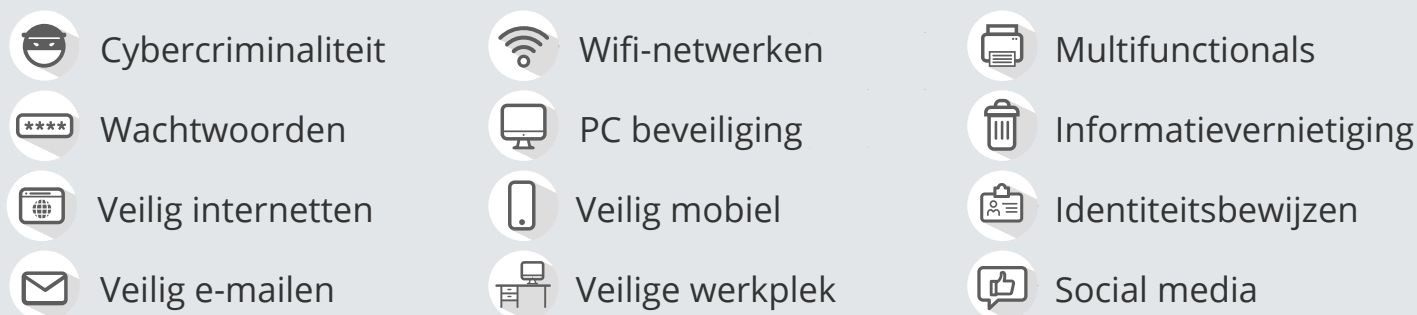 Cybercriminaliteit
Wachtwoorden
****
Veilig internetten
Veilig e-mailen
Wifi-netwerken
PC beveiliging
Veilig mobiel
Veilige werkplek
Multifunctionals
Informatievernietiging
Identiteitsbewijzen
Social media